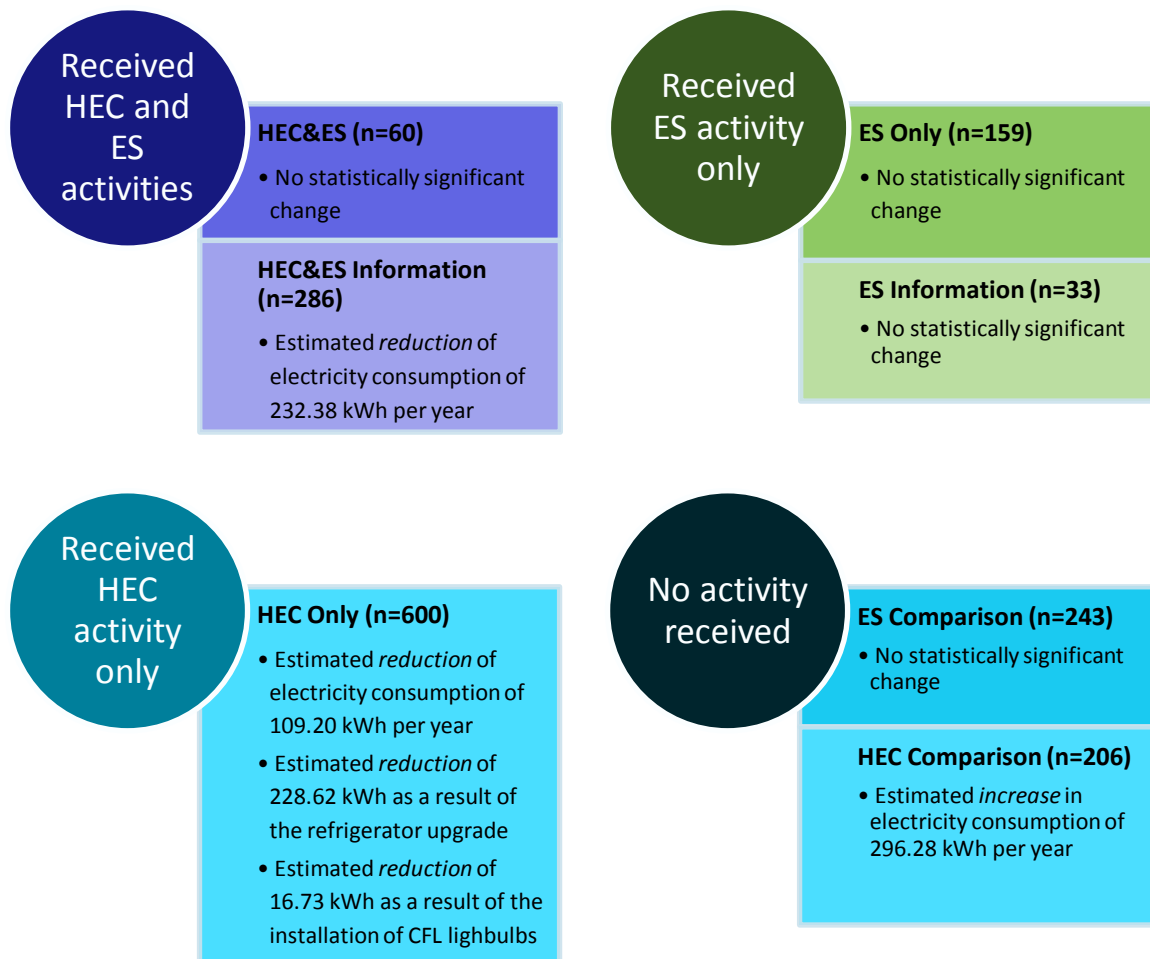 Received
HEC and
ES
activities
HEC&ES (n=60)
• No statistically significant
change
HEC&ES Information
(n=286)
• Estimated reduction of
electricity consumption of
232.38 kWh per year
Received
ES activity
only
ES Only (n=159)
• No statistically significant
change
ES Information (n=33)
• No statistically significant
change
Received
HEC
activity
only
HEC Only (n=600)
• Estimated reduction of
electricity consumption of
109.20 kWh per year
• Estimated reduction of
228.62 kWh as a result of
the refrigerator upgrade
• Estimated reduction of
16.73 kWh as a result of the
installation of CFL lighbulbs
No activity
received
ES Comparison (n=243)
• No statistically significant
change
HEC Comparison (n=206)
• Estimated increase in
electricity consumption of
296.28 kWh per year